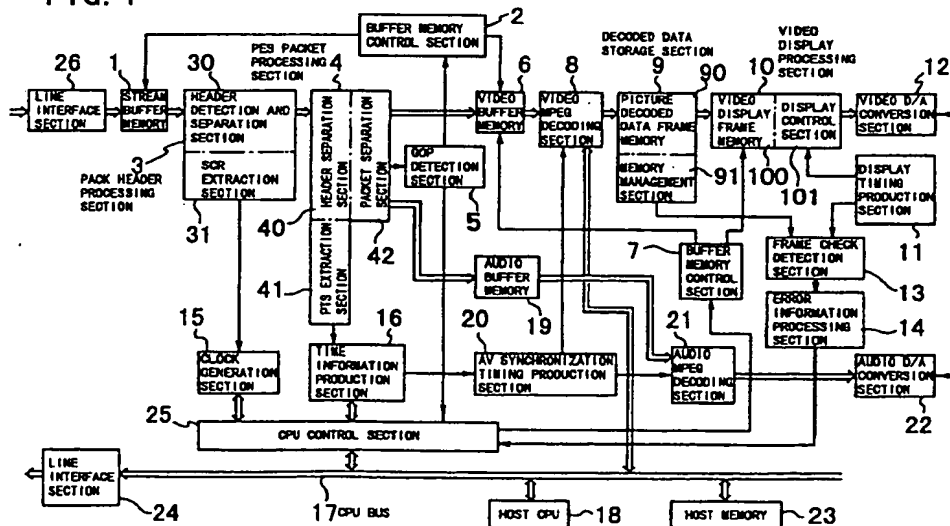 FIG. 1
BUFFER MEMORY
CONTROL SECTION
2
PES PACKET
PROCESSING
SECTION
4
DECODED DATA
STORAGE SECTION
9
90
VIDEO
DISPLAY
PROCESSING
SECTION
10
26
LINE
INTERFACE
SECTION
1
STREAM
BUFFER
MEMORY
30
HEADER
DETECTION AND
SEPARATION
SECTION
3
SCR
EXTRACTION
SECTION
31
PACK HEADER
PROCESSING
SECTION
HEADER SEPARATION
SECTION
40
PACKET SEPARATION
SECTION
42
PTS EXTRACTION
SECTION
41
GOP
DETECTION
SECTION
5
6
VIDEO
BUFFER
MEMORY
8
VIDEO
MPEG
DECODING
SECTION
PICTURE
DECODED
DATA FRAME
MEMORY
MEMORY
MANAGEMENT
SECTION
91
VIDEO
DISPLAY
FRAME
MEMORY
100
DISPLAY
CONTROL
SECTION
101
12
VIDEO D/A
CONVERSION
SECTION
DISPLAY
TIMING
PRODUCTION
SECTION
11
7
BUFFER
MEMORY
CONTROL
SECTION
FRAME CHECK
DETECTION
SECTION
13
ERROR
INFORMATION
PROCESSING
SECTION
14
AUDIO
BUFFER
MEMORY
19
15
CLOCK
GENERATION
SECTION
16
TIME
INFORMATION
PRODUCTION
SECTION
20
AV SYNCHRONIZATION
TIMING PRODUCTION
SECTION
21
AUDIO
MPEG
DECODING
SECTION
AUDIO D/A
CONVERSION
SECTION
22
25
CPU CONTROL SECTION
LINE
INTERFACE
SECTION
24
17 CPU BUS
HOST CPU
18
HOST MEMORY
23